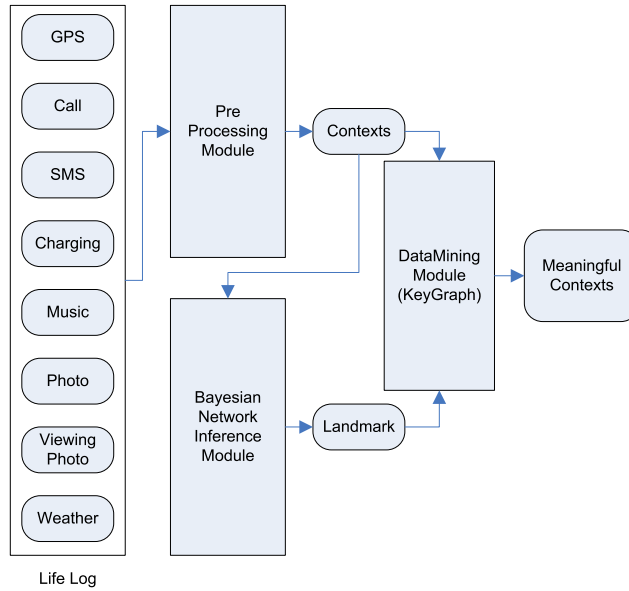 GPS
Call
SMS
Charging
Music
Photo
Viewing
Photo
Weather
Life Log
Pre
Processing
Module
Contexts
Bayesian
Network
Inference
Module
Landmark
DataMining
Module
(KeyGraph)
Meaningful
Contexts